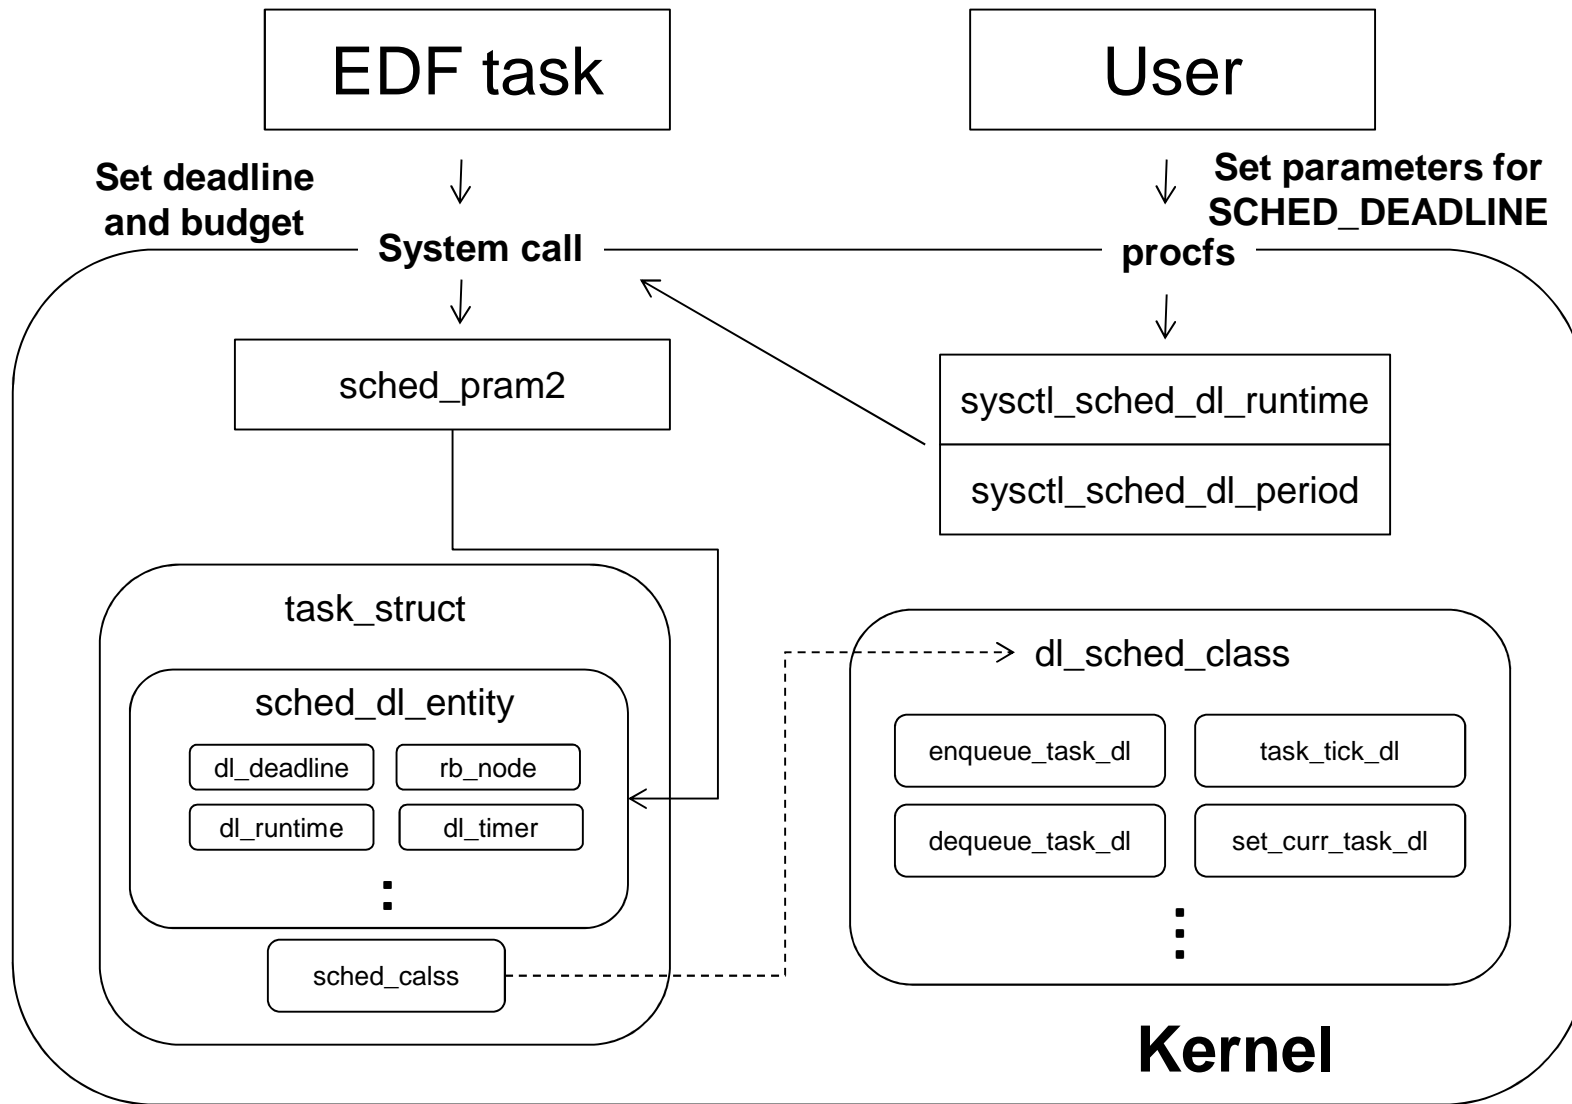 EDF task
User
Set deadline
and budget
Set parameters for
SCHED_DEADLINE
System call
procfs
sched_pram2
sysctl_sched_dl_runtime
sysctl_sched_dl_period
task_struct
sched_dl_entity
dl_deadline
rb_node
dl_runtime
dl_timer
sched_calss
dl_sched_class
enqueue_task_dl
task_tick_dl
dequeue_task_dl
set_curr_task_dl
Kernel